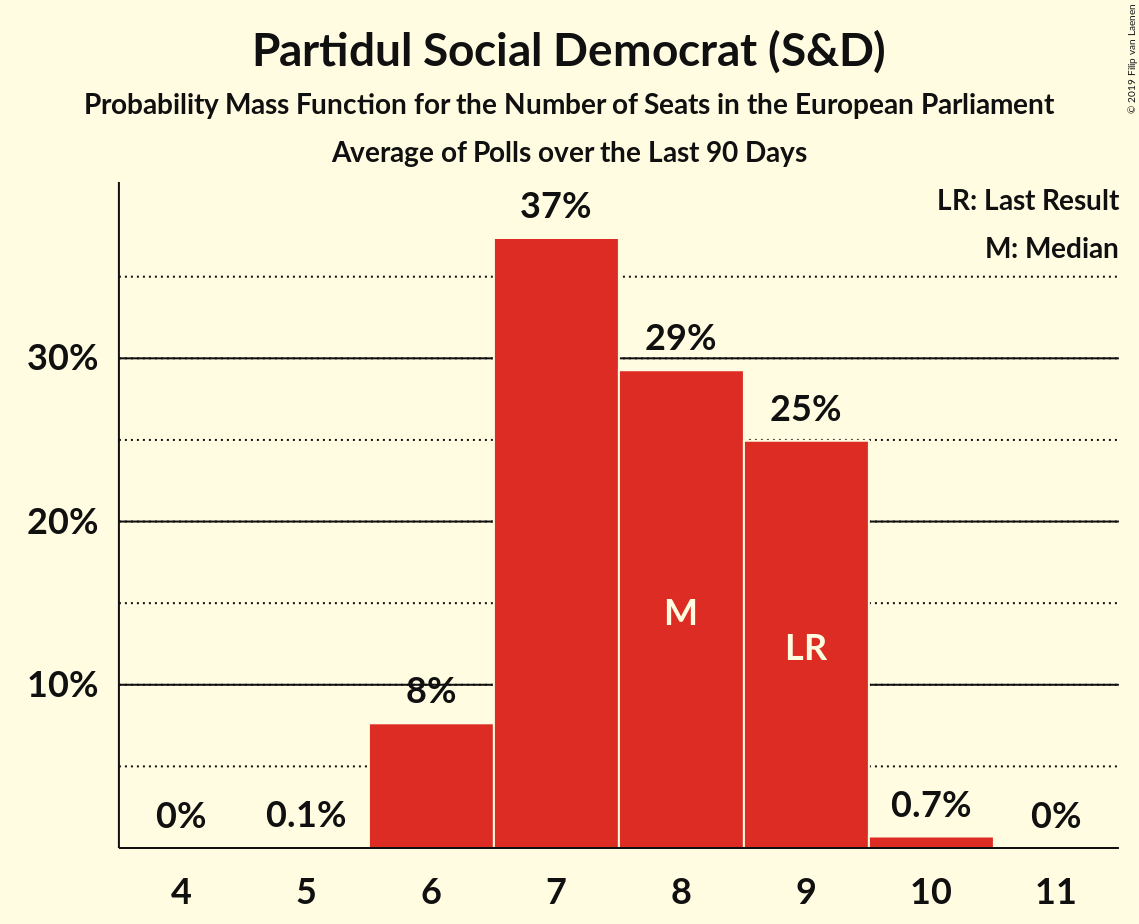 © 2019 Filip van Laenen
Partidul Social Democrat (S&D)
Probability Mass Function for the Number of Seats in the European Parliament
Average of Polls over the Last 90 Days
LR: Last Result
M: Median
37%
29%
25%
8%
0%
0.1%
0.7%
0%
30%
20%
10%
M
LR
4 5 6 7 8 9 10 11